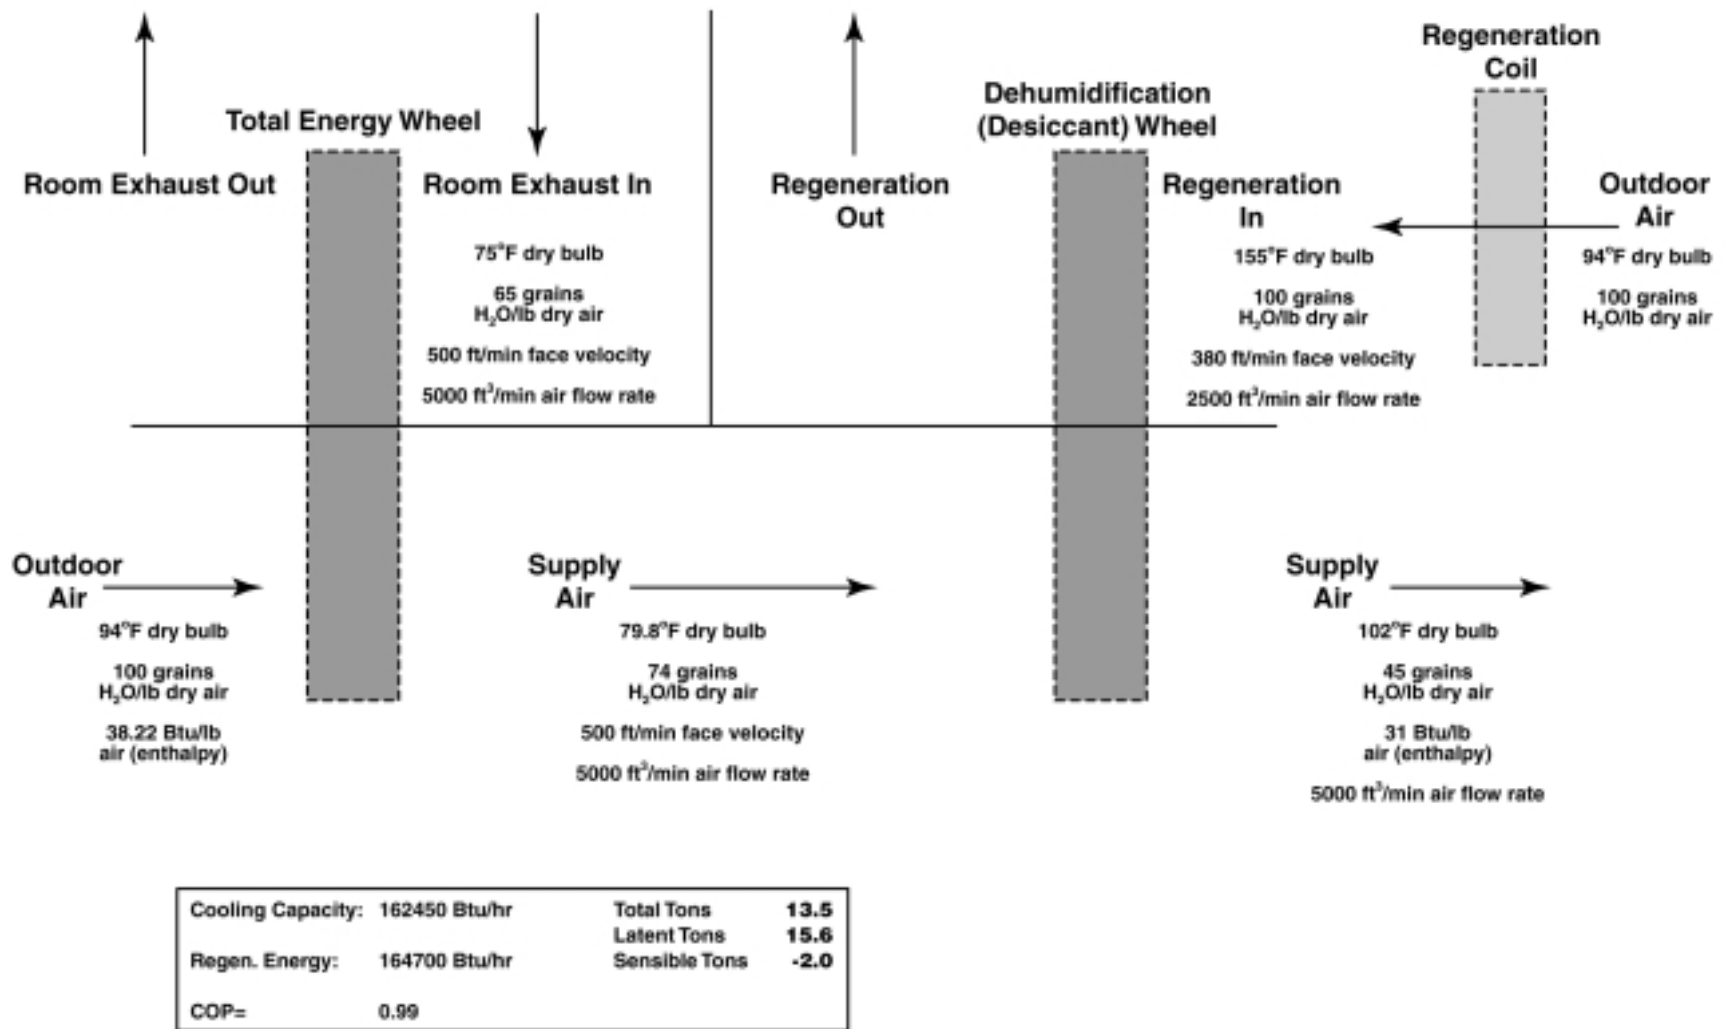 Regeneration
Coil
Total Energy Wheel
Dehumidification
(Desiccant) Wheel
Room Exhaust Out
Room Exhaust In
75°F dry bulb
65 grains
H₂O/lb dry air
500 ft/min face velocity
5000 ft³/min air flow rate
Regeneration
Out
Regeneration
In
155°F dry bulb
100 grains
H₂O/lb dry air
380 ft/min face velocity
2500 ft³/min air flow rate
Outdoor
Air
94°F dry bulb
100 grains
H₂O/lb dry air
Outdoor
Air
94°F dry bulb
100 grains
H₂O/lb dry air
38.22 Btu/lb
air (enthalpy)
Supply
Air
79.8°F dry bulb
74 grains
H₂O/lb dry air
500 ft/min face velocity
5000 ft³/min air flow rate
Supply
Air
102°F dry bulb
45 grains
H₂O/lb dry air
31 Btu/lb
air (enthalpy)
5000 ft³/min air flow rate
Cooling Capacity: 162450 Btu/hr Total Tons 13.5
Latent Tons 15.6
Regen. Energy: 164700 Btu/hr Sensible Tons -2.0
COP= 0.99